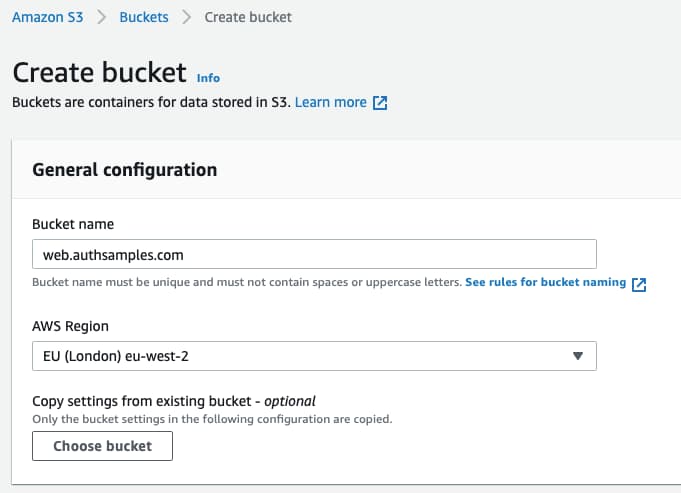 Amazon S3 > Buckets > Create bucket
Create bucket Info
Buckets are containers for data stored in S3. Learn more
General configuration
Bucket name
web.authsamples.com
Bucket name must be unique and must not contain spaces or uppercase letters. See rules for bucket naming
AWS Region
EU (London) eu-west-2
Copy settings from existing bucket - optional
Only the bucket settings in the following configuration are copied.
Choose bucket